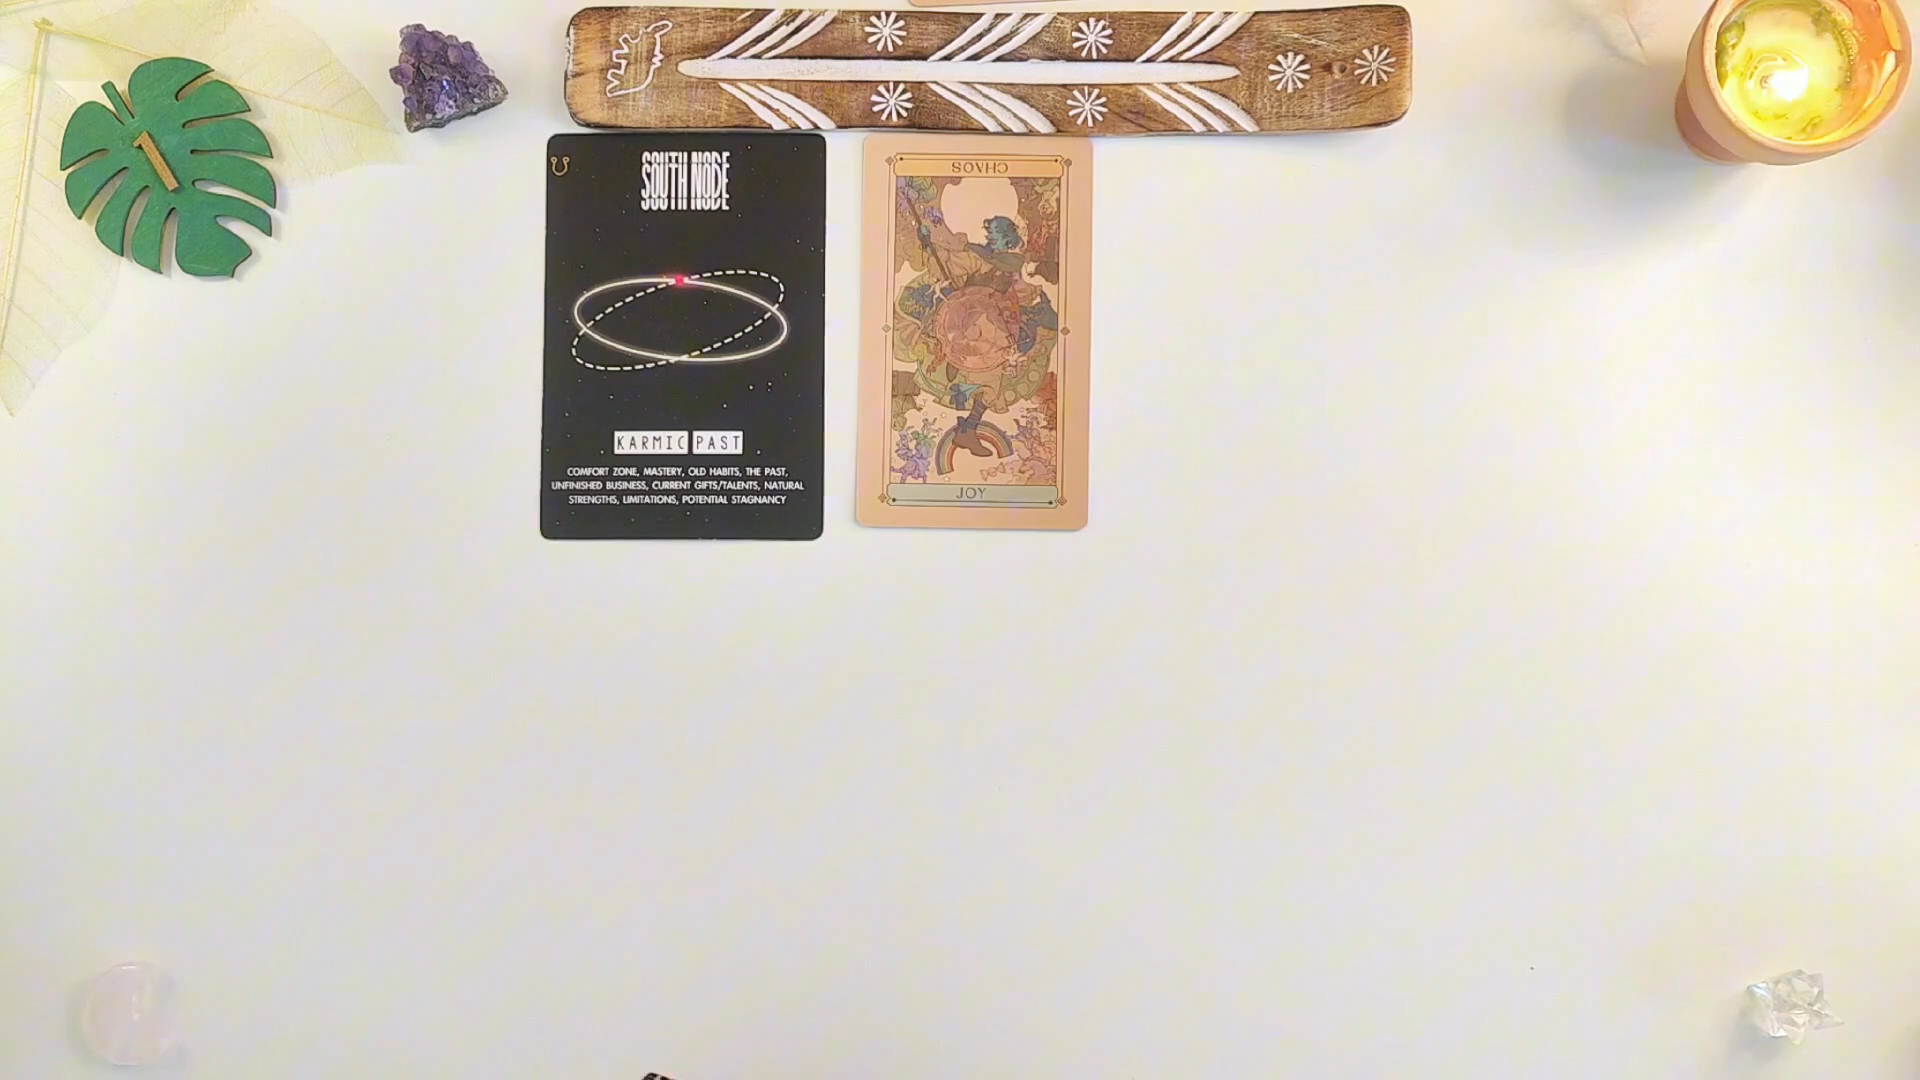 1
SOUTH NODE
KARMIC PAST
COMFORT ZONE, MASTERY, OLD HABITS, THE PAST,
UNFINISHED BUSINESS, CURRENT GIFTS/TALENTS, NATURAL
STRENGTHS, LIMITATIONS, POTENTIAL STAGNANCY
CHAOS
JOY